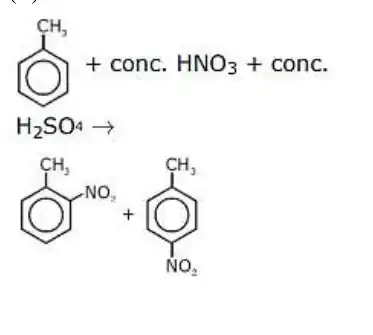 CH₃
+ conc. HNO₃ + conc.
H₂SO₄ →
CH₃ CH₃
NO₂
+
NO₂